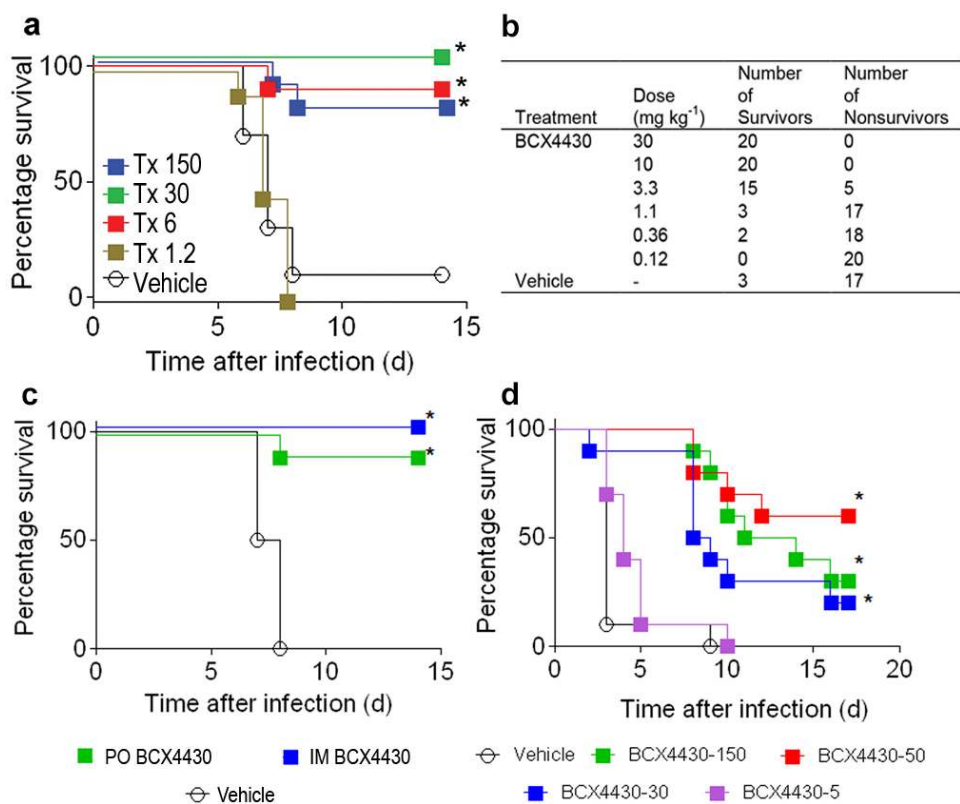 a
100
50
0
Percentage survival
Tx 150
Tx 30
Tx 6
Tx 1.2
Vehicle
* 
*
*
0 5 10 15
Time after infection (d)
b
Treatment Dose (mg kg-1) Number of Survivors Number of Nonsurvivors
BCX4430 30 20 0
10 20 0
3.3 15 5
1.1 3 17
0.36 2 18
0.12 0 20
Vehicle - 3 17
c
100
50
0
Percentage survival
*
*
0 5 10 15
Time after infection (d)
PO BCX4430 IM BCX4430
Vehicle
d
100
50
0
Percentage survival
*
*
*
0 5 10 15 20
Time after infection (d)
Vehicle BCX4430-150 BCX4430-50
BCX4430-30 BCX4430-5